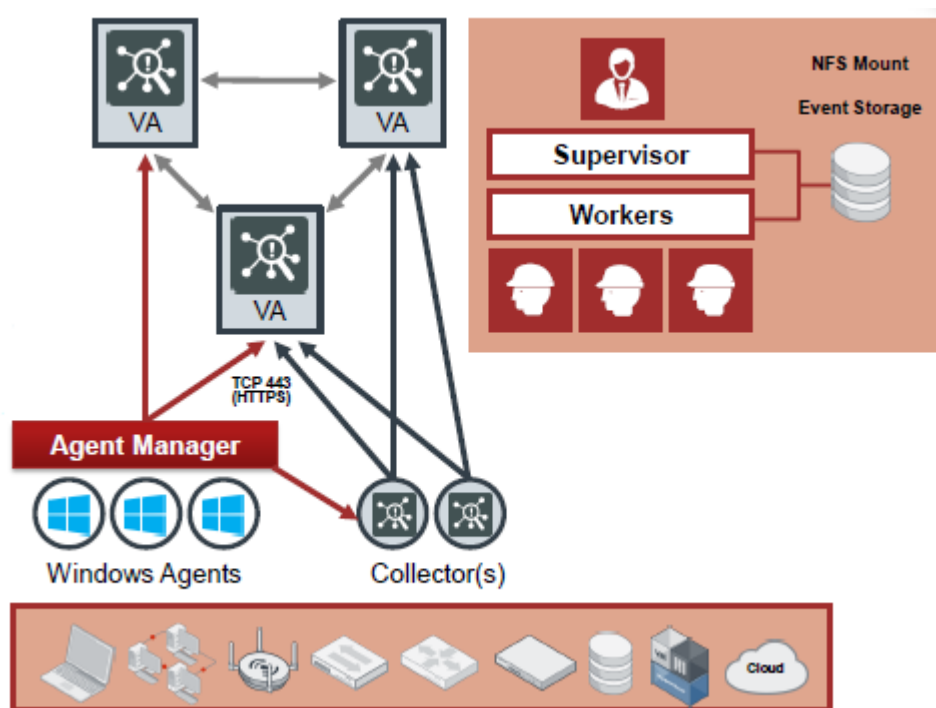 VA
VA
VA
NFS Mount
Event Storage
Supervisor
Workers
TCP 443
(HTTPS)
Agent Manager
Windows Agents
Collector(s)
Cloud